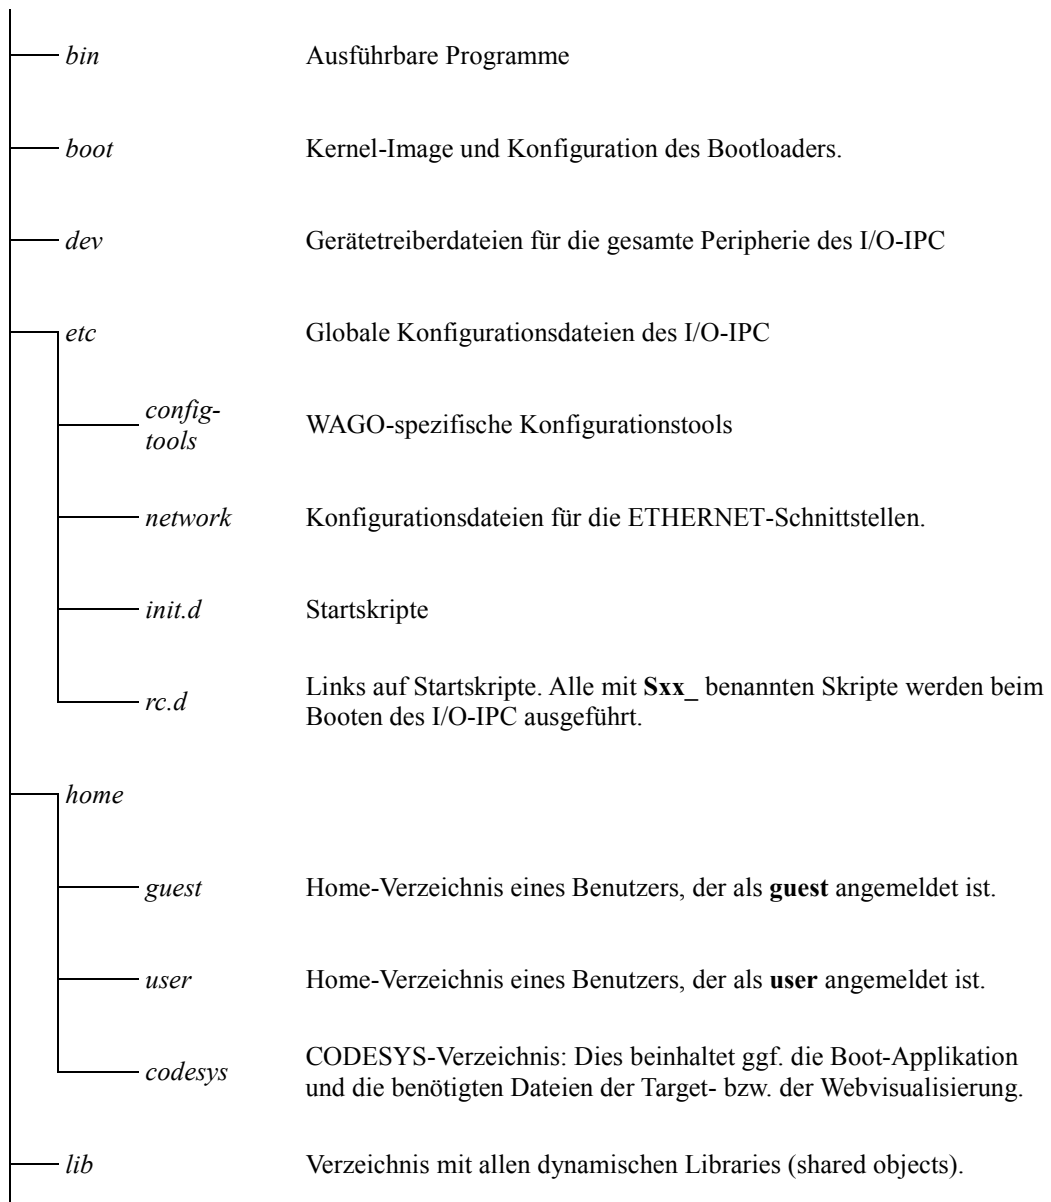 bin Ausführbare Programme
boot Kernel-Image und Konfiguration des Bootloaders.
dev Gerätetreiberdateien für die gesamte Peripherie des I/O-IPC
etc Globale Konfigurationsdateien des I/O-IPC
config-
tools
WAGO-spezifische Konfigurationstools
network Konfigurationsdateien für die ETHERNET-Schnittstellen.
init.d Startskripte
rc.d
Links auf Startskripte. Alle mit Sxx_ benannten Skripte werden beim
Booten des I/O-IPC ausgeführt.
home
guest Home-Verzeichnis eines Benutzers, der als guest angemeldet ist.
user Home-Verzeichnis eines Benutzers, der als user angemeldet ist.
codesys
CODESYS-Verzeichnis: Dies beinhaltet ggf. die Boot-Applikation
und die benötigten Dateien der Target- bzw. der Webvisualisierung.
lib Verzeichnis mit allen dynamischen Libraries (shared objects).